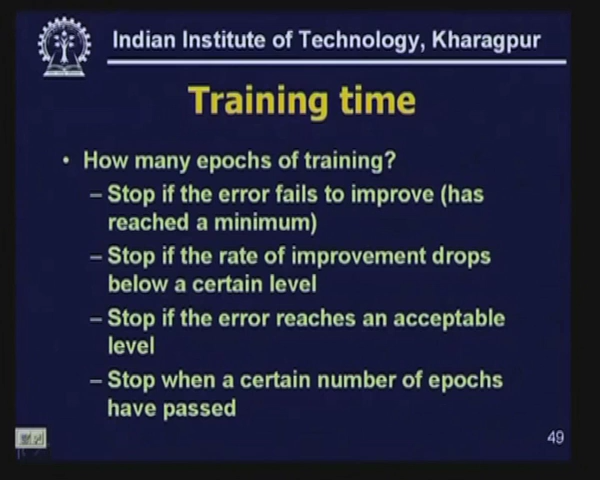 Indian Institute of Technology, Kharagpur
Training time
• How many epochs of training?
– Stop if the error fails to improve (has
reached a minimum)
– Stop if the rate of improvement drops
below a certain level
– Stop if the error reaches an acceptable
level
– Stop when a certain number of epochs
have passed
49